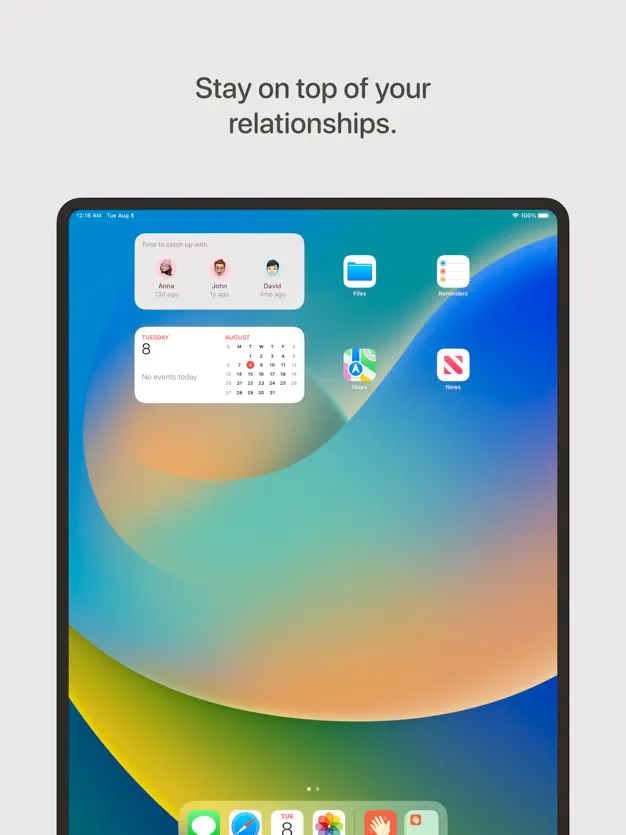 Stay on top of your
relationships.
12:16 AM Tue Aug 8
100%
Time to catch up with
Anna
John
David
13d ago
1y ago
4mo ago
Files
Reminders
TUESDAY
8
No events today
AUGUST
S M T W T F S
1 2 3 4 5
6 7 8 9 10 11 12
13 14 15 16 17 18 19
20 21 22 23 24 25 26
27 28 29 30 31
Maps
News
TUE
8